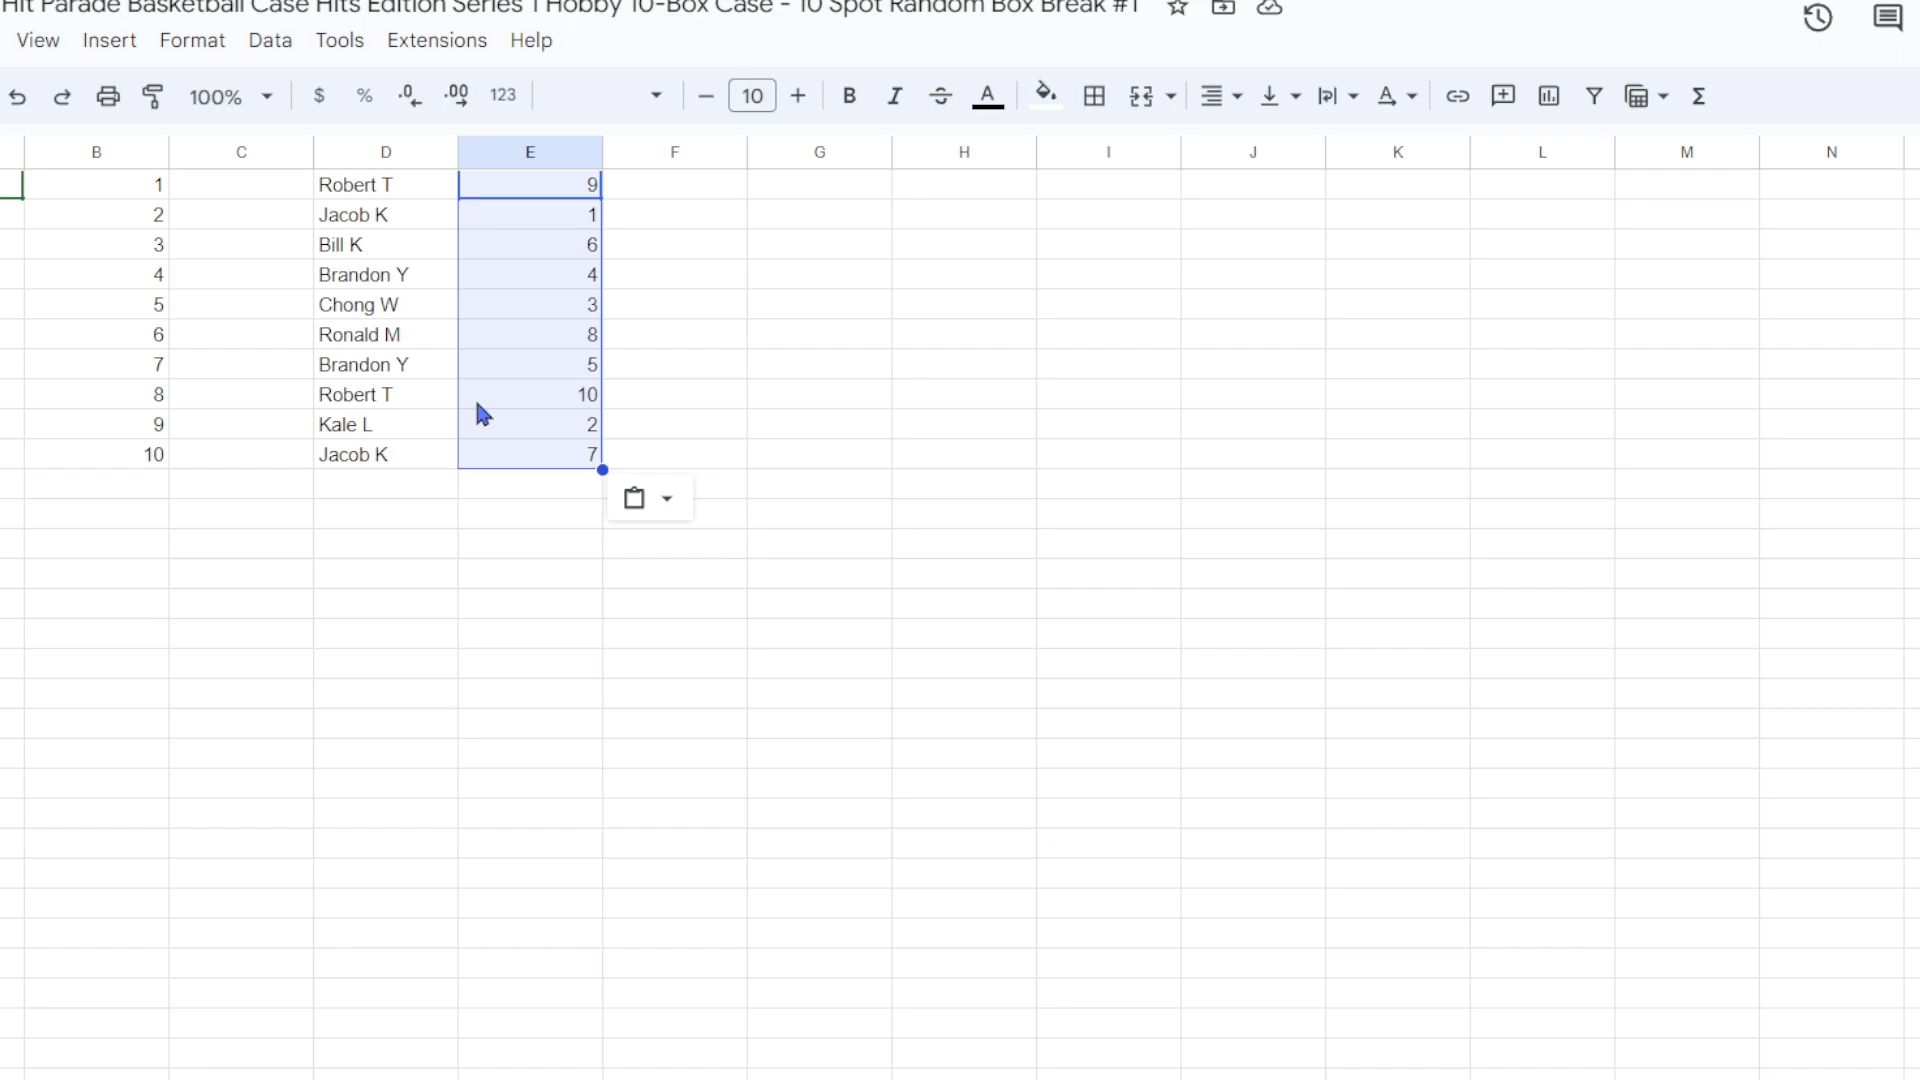 Hit Parade Basketball Case Hits Edition Series 1 Hobby 10-Box Case - 10 Spot Random Box Break #1
View Insert Format Data Tools Extensions Help
100% $ % .0 .00 123 10 B I A A Σ
B C D E F G H I J K L M N
1 Robert T 9
2 Jacob K 1
3 Bill K 6
4 Brandon Y 4
5 Chong W 3
6 Ronald M 8
7 Brandon Y 5
8 Robert T 10
9 Kale L 2
10 Jacob K 7